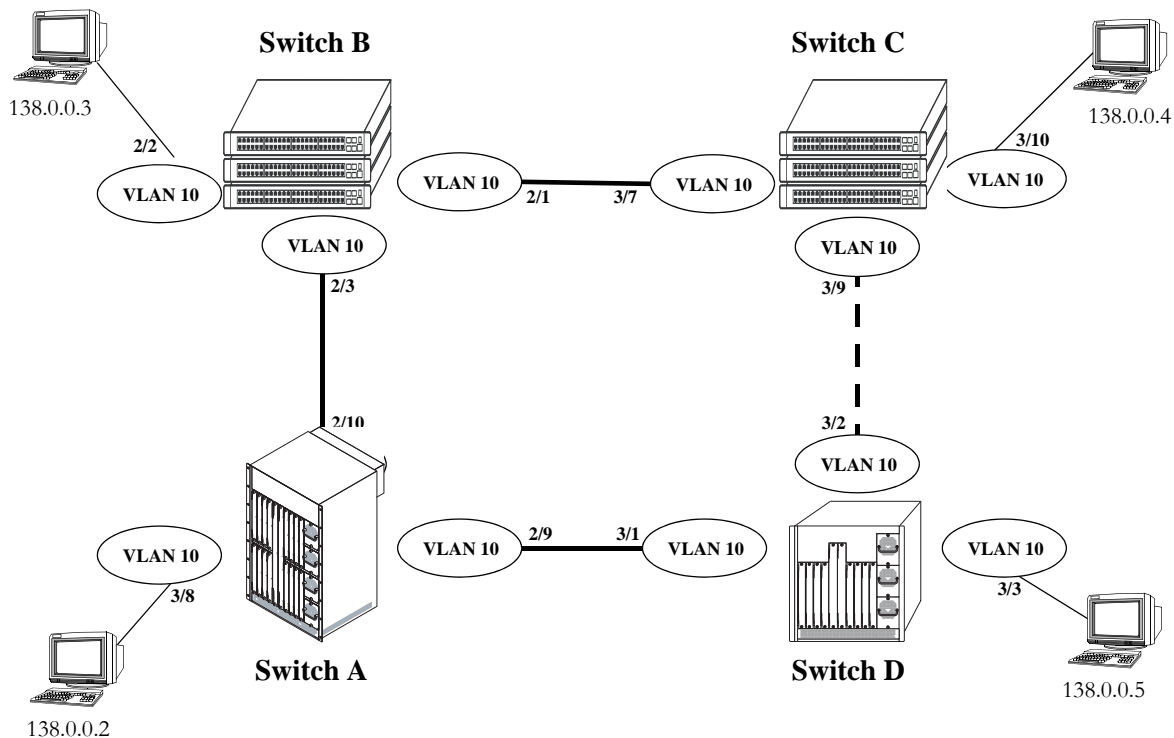 Switch B
Switch C
138.0.0.3
138.0.0.4
2/2
3/10
VLAN 10
VLAN 10
2/1
3/7
VLAN 10
VLAN 10
VLAN 10
2/3
VLAN 10
3/9
2/10
3/2
VLAN 10
VLAN 10
3/8
VLAN 10
2/9
3/1
VLAN 10
VLAN 10
3/3
Switch A
Switch D
138.0.0.2
138.0.0.5